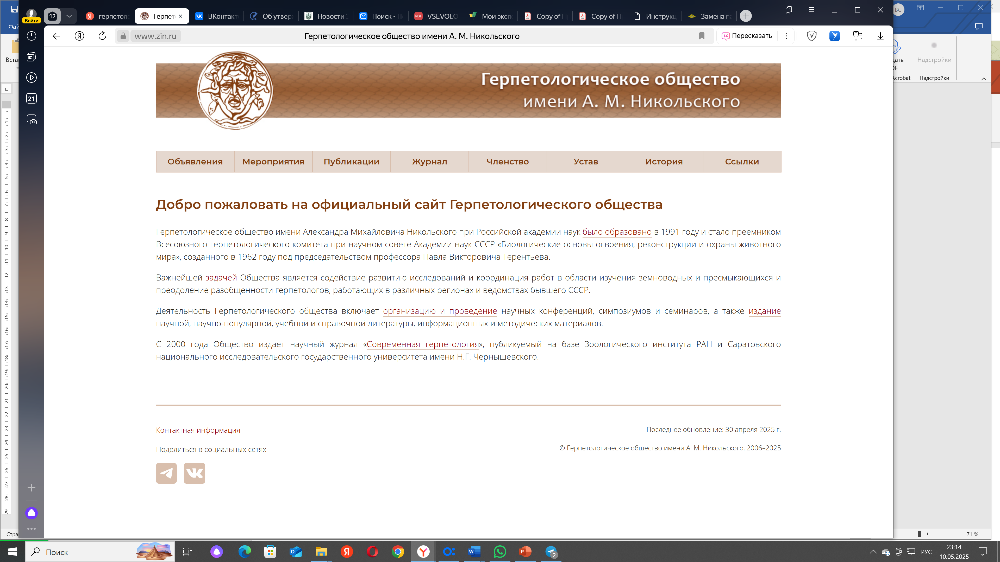 Файл
12
герпетоло
Герпет
ВКонтакт
Об утвер
Новости
Поиск - П
VSEVOLO
Мои эксп
Copy of П
Copy of П
Инструкц
Замена па
ВС
Войти
www.zin.ru
Герпетологическое общество имени А. М. Никольского
Пересказать
21
Надстройки
Acrobat
Надстройки
Герпетологическое общество
имени А. М. Никольского
Объявления
Мероприятия
Публикации
Журнал
Членство
Устав
История
Ссылки
Добро пожаловать на официальный сайт Герпетологического общества
Герпетологическое общество имени Александра Михайловича Никольского при Российской академии наук было образовано в 1991 году и стало преемником
Всесоюзного герпетологического комитета при научном совете Академии наук СССР «Биологические основы освоения, реконструкции и охраны животного
мира», созданного в 1962 году под председательством профессора Павла Викторовича Терентьева.
Важнейшей задачей Общества является содействие развитию исследований и координация работ в области изучения земноводных и пресмыкающихся и
преодоление разобщенности герпетологов, работающих в различных регионах и ведомствах бывшего СССР.
Деятельность Герпетологического общества включает организацию и проведение научных конференций, симпозиумов и семинаров, а также издание
научной, научно-популярной, учебной и справочной литературы, информационных и методических материалов.
С 2000 года Общество издает научный журнал «Современная герпетология», публикуемый на базе Зоологического института РАН и Саратовского
национального исследовательского государственного университета имени Н.Г. Чернышевского.
Контактная информация
Последнее обновление: 30 апреля 2025 г.
Поделиться в социальных сетях
© Герпетологическое общество имени А. М. Никольского, 2006–2025
71 %
Поиск
2
РУС
23:14
10.05.2025